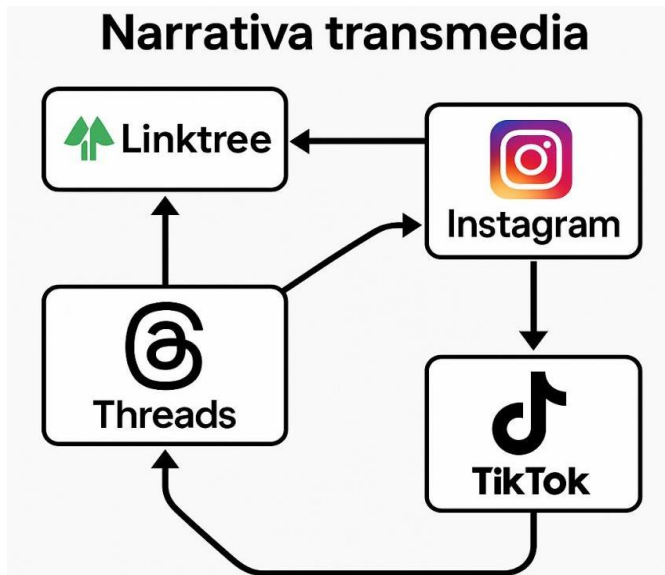 Narrativa transmedia
Linktree
Instagram
Threads
TikTok